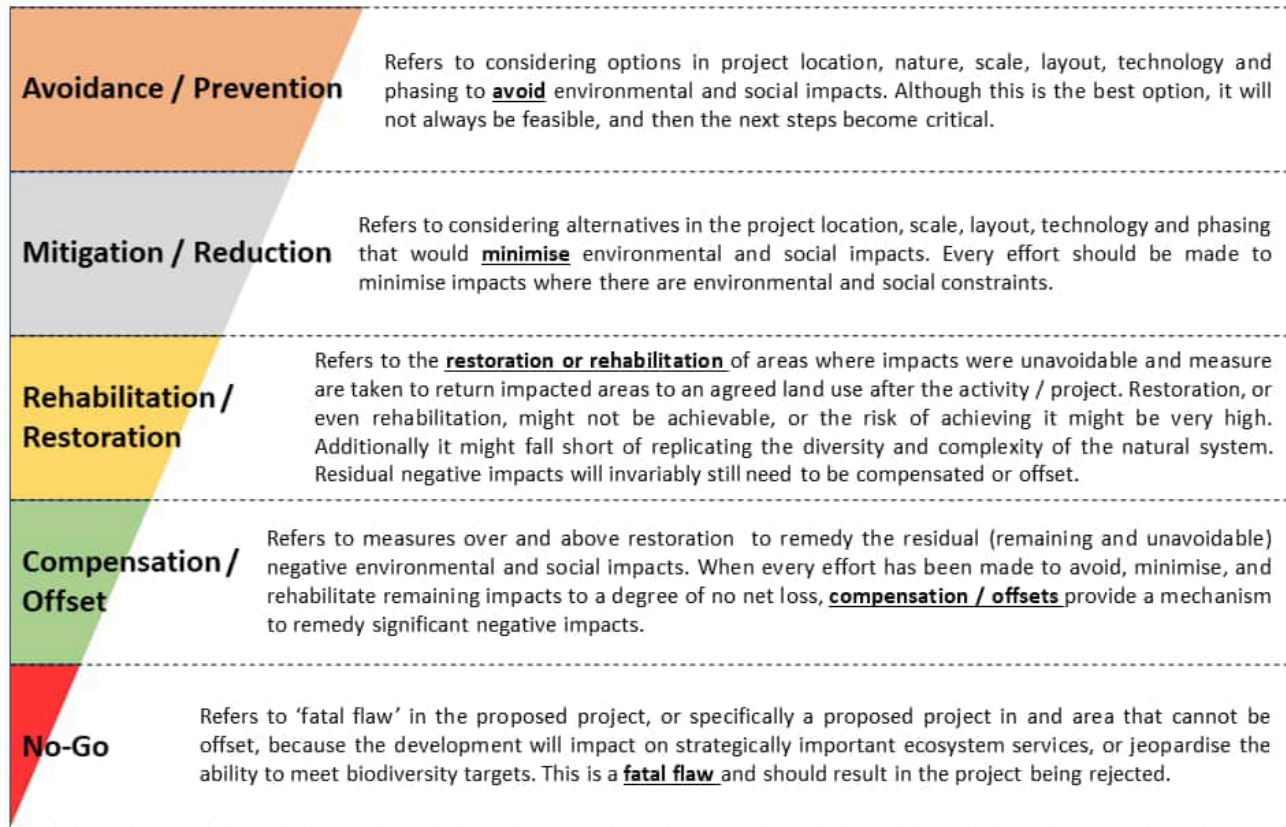 Avoidance / Prevention
Refers to considering options in project location, nature, scale, layout, technology and
phasing to avoid environmental and social impacts. Although this is the best option, it will
not always be feasible, and then the next steps become critical.
Mitigation / Reduction
Refers to considering alternatives in the project location, scale, layout, technology and phasing
that would minimise environmental and social impacts. Every effort should be made to
minimise impacts where there are environmental and social constraints.
Rehabilitation /
Restoration
Refers to the restoration or rehabilitation of areas where impacts were unavoidable and measure
are taken to return impacted areas to an agreed land use after the activity / project. Restoration, or
even rehabilitation, might not be achievable, or the risk of achieving it might be very high.
Additionally it might fall short of replicating the diversity and complexity of the natural system.
Residual negative impacts will invariably still need to be compensated or offset.
Compensation /
Offset
Refers to measures over and above restoration to remedy the residual (remaining and unavoidable)
negative environmental and social impacts. When every effort has been made to avoid, minimise, and
rehabilitate remaining impacts to a degree of no net loss, compensation / offsets provide a mechanism
to remedy significant negative impacts.
No-Go
Refers to ‘fatal flaw’ in the proposed project, or specifically a proposed project in and area that cannot be
offset, because the development will impact on strategically important ecosystem services, or jeopardise the
ability to meet biodiversity targets. This is a fatal flaw and should result in the project being rejected.